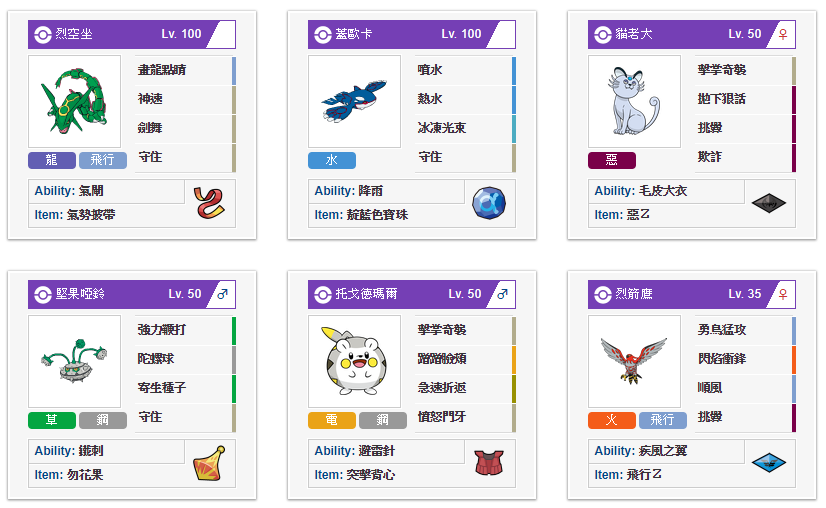 烈空坐 Lv. 100
畫龍點睛
神速
劍舞
守住
龍 飛行
Ability: 氣閘
Item: 氣勢披帶
蓋歐卡 Lv. 100
噴水
熱水
冰凍光束
守住
水
Ability: 降雨
Item: 靛藍色寶珠
貓老大 Lv. 50 ♀
擊掌奇襲
拋下狠話
挑釁
欺詐
惡
Ability: 毛皮大衣
Item: 惡Z
堅果啞鈴 Lv. 50 ♂
強力鞭打
陀螺球
寄生種子
守住
草 鋼
Ability: 鐵刺
Item: 勿花果
托戈德瑪爾 Lv. 50 ♂
擊掌奇襲
蹭蹭臉頰
急速折返
憤怒門牙
電 鋼
Ability: 避雷針
Item: 突擊背心
烈箭鷹 Lv. 35 ♀
勇鳥猛攻
閃焰衝鋒
順風
挑釁
火 飛行
Ability: 疾風之翼
Item: 飛行Z